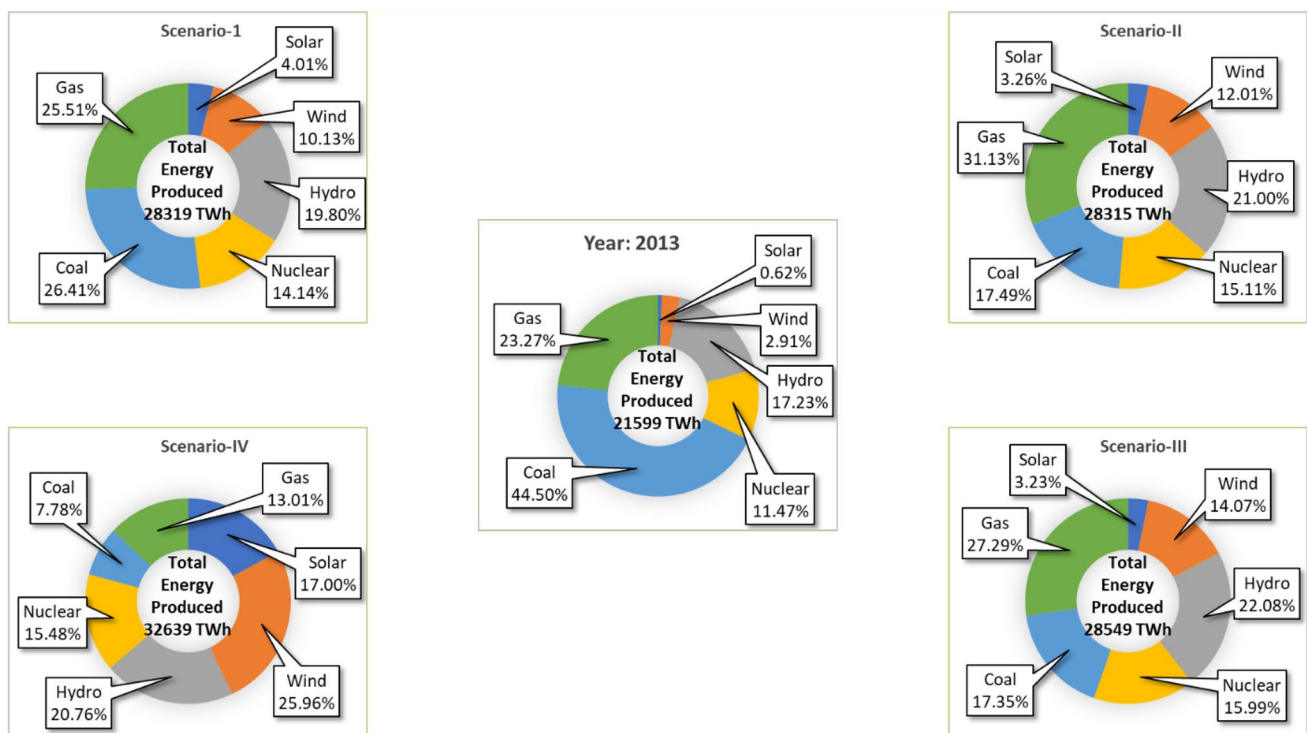 Scenario-1
Solar
4.01%
Gas
25.51%
Wind
10.13%
Total
Energy
Produced
28319 TWh
Hydro
19.80%
Coal
26.41%
Nuclear
14.14%
Scenario-II
Solar
3.26%
Wind
12.01%
Gas
31.13%
Total
Energy
Produced
28315 TWh
Hydro
21.00%
Coal
17.49%
Nuclear
15.11%
Year: 2013
Solar
0.62%
Gas
23.27%
Wind
2.91%
Total
Energy
Produced
21599 TWh
Hydro
17.23%
Coal
44.50%
Nuclear
11.47%
Scenario-IV
Coal
7.78%
Gas
13.01%
Total
Energy
Produced
32639 TWh
Solar
17.00%
Nuclear
15.48%
Hydro
20.76%
Wind
25.96%
Scenario-III
Solar
3.23%
Wind
14.07%
Gas
27.29%
Total
Energy
Produced
28549 TWh
Hydro
22.08%
Coal
17.35%
Nuclear
15.99%